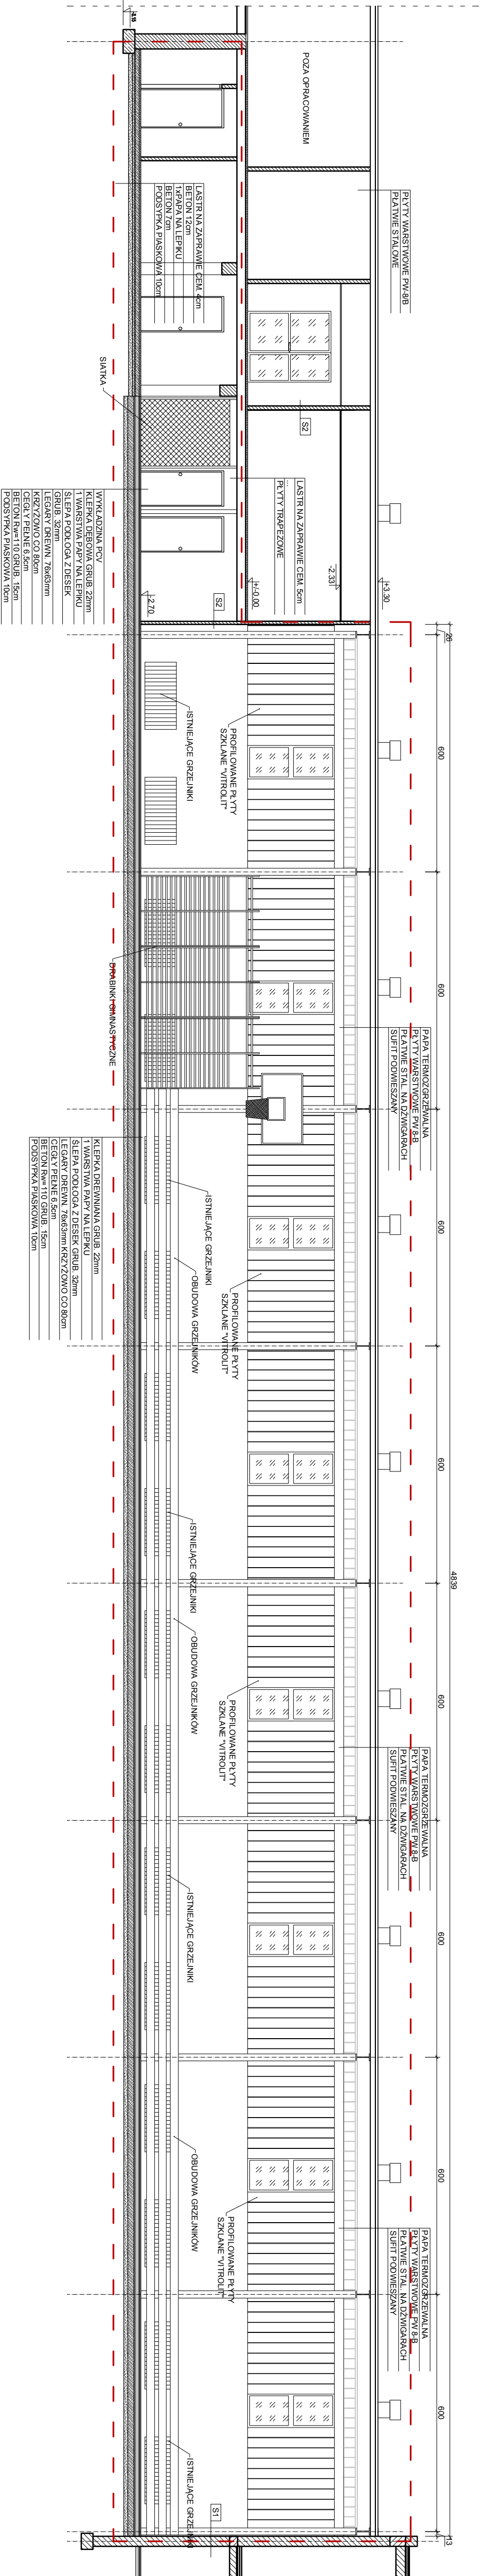 POZA OPRACOWANIEM
PŁYTY WARSTWOWE PW-8/B
PŁATWIE STALOWE
LASTR NA ZAPRAWIE CEM. 4cm
BETON 12cm
1xPAPA NA LEPIKU
BETON 7cm
PODSYPKA PIASKOWA 10cm
SIATKA
S2
LASTR NA ZAPRAWIE CEM. 5cm
...
PŁYTY TRAPEZOWE
WYKŁADZINA PCV
KLEPKA DĘBOWA GRUB. 22mm
1 WARSTWA PAPY NA LEPIKU
ŚLEPA PODŁOGA Z DESEK
GRUB. 32mm
LEGARY DREWN. 76x63mm
KRZYŻOWO CO 80cm
CEGŁY PEŁNE 6,5cm
BETON Rw=110 GRUB. 15cm
PODSYPKA PIASKOWA 10cm
+3.30
-2.33
+/-0.00
S2
-2.70
26
600
600
600
600
600
600
600
600
13
4839
PROFILOWANE PŁYTY
SZKLANE "VITROLIT"
ISTNIEJĄCE GRZEJNIKI
DRABINKI GIMNASTYCZNE
PAPA TERMOZGRZEWALNA
PŁYTY WARSTWOWE PW 8-B
PŁATWIE STAL. NA DŹWIGARACH
SUFIT PODWIESZANY
KLEPKA DREWNIANA GRUB. 22mm
1 WARSTWA PAPY NA LEPIKU
ŚLEPA PODŁOGA Z DESEK GRUB. 32mm
LEGARY DREWN. 76x63mm KRZYŻOWO CO 80cm
CEGŁY PEŁNE 6,5cm
BETON Rw=110 GRUB. 15cm
PODSYPKA PIASKOWA 10cm
ISTNIEJĄCE GRZEJNIKI
OBUDOWA GRZEJNIKÓW
PROFILOWANE PŁYTY
SZKLANE "VITROLIT"
ISTNIEJĄCE GRZEJNIKI
OBUDOWA GRZEJNIKÓW
PROFILOWANE PŁYTY
SZKLANE "VITROLIT"
PAPA TERMOZGRZEWALNA
PŁYTY WARSTWOWE PW 8-B
PŁATWIE STAL. NA DŹWIGARACH
SUFIT PODWIESZANY
ISTNIEJĄCE GRZEJNIKI
OBUDOWA GRZEJNIKÓW
PROFILOWANE PŁYTY
SZKLANE "VITROLIT"
PAPA TERMOZGRZEWALNA
PŁYTY WARSTWOWE PW 8-B
PŁATWIE STAL. NA DŹWIGARACH
SUFIT PODWIESZANY
ISTNIEJĄCE GRZEJNIKI
S1